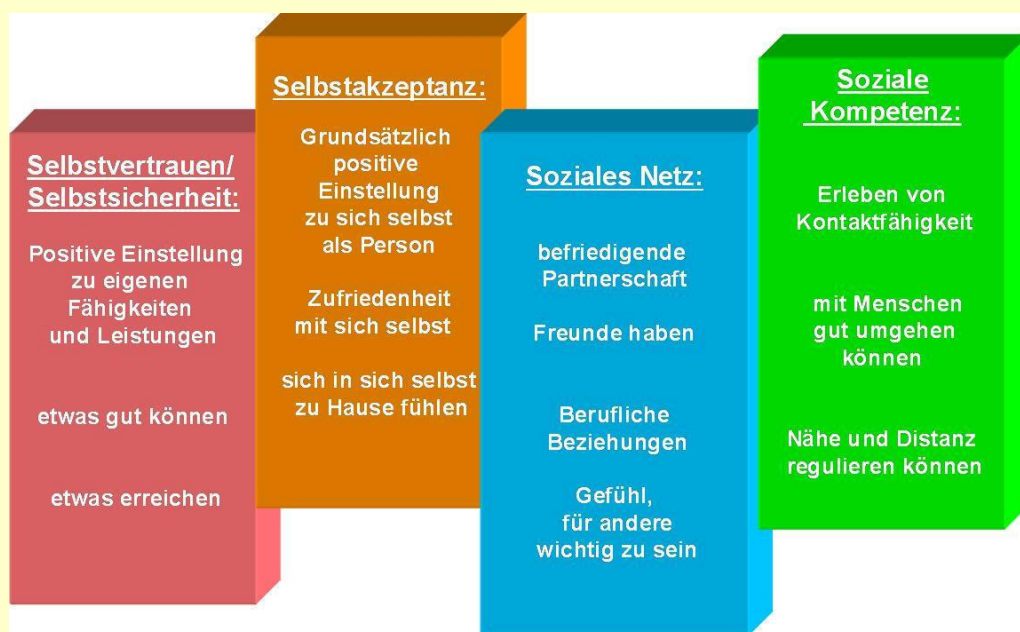 Selbstvertrauen/
Selbstsicherheit:
Positive Einstellung
zu eigenen
Fähigkeiten
und Leistungen
etwas gut können
etwas erreichen
Selbstakzeptanz:
Grundsätzlich
positive
Einstellung
zu sich selbst
als Person
Zufriedenheit
mit sich selbst
sich in sich selbst
zu Hause fühlen
Soziales Netz:
befriedigende
Partnerschaft
Freunde haben
Berufliche
Beziehungen
Gefühl,
für andere
wichtig zu sein
Soziale
Kompetenz:
Erleben von
Kontaktfähigkeit
mit Menschen
gut umgehen
können
Nähe und Distanz
regulieren können